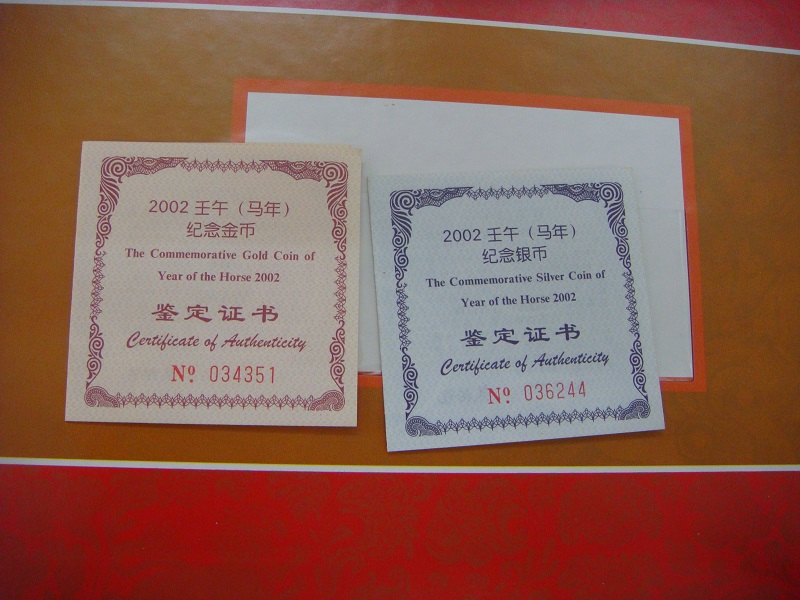 2002 壬午（马年）
纪念金币
The Commemorative Gold Coin of
Year of the Horse 2002
鉴定证书
Certificate of Authenticity
Nº. 034351
2002 壬午（马年）
纪念银币
The Commemorative Silver Coin of
Year of the Horse 2002
鉴定证书
Certificate of Authenticity
Nº. 036244